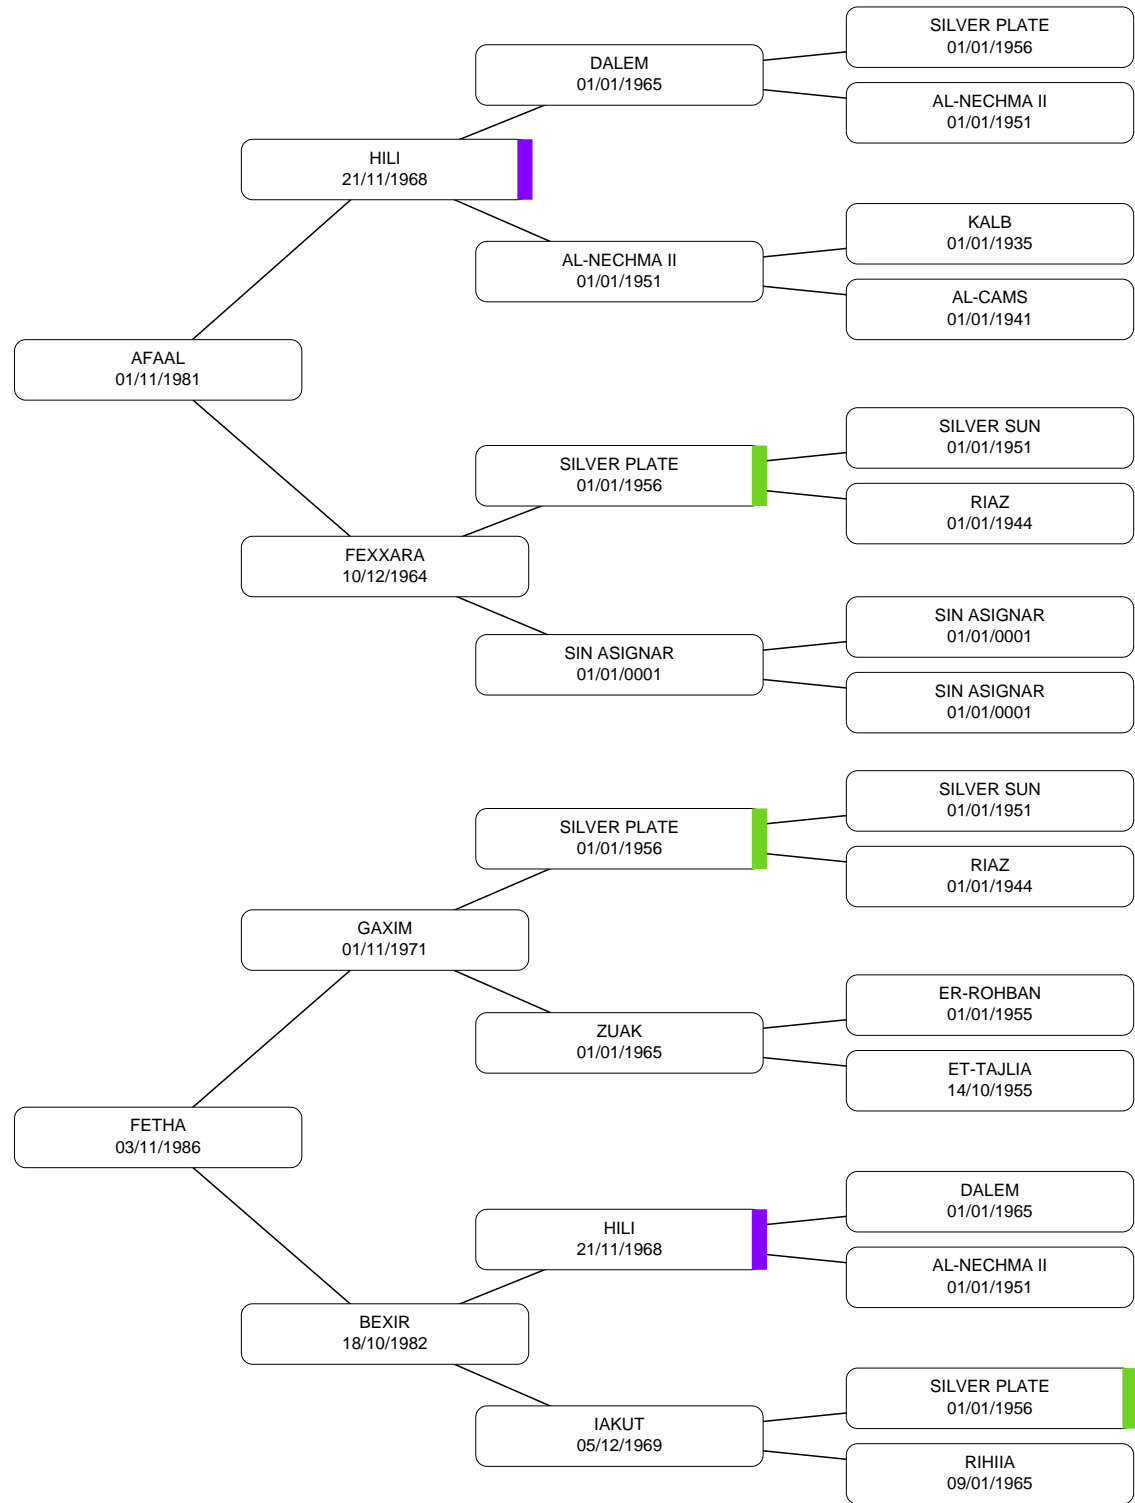 SILVER PLATE
01/01/1956
DALEM
01/01/1965
AL-NECHMA II
01/01/1951
HILI
21/11/1968
KALB
01/01/1935
AL-NECHMA II
01/01/1951
AL-CAMS
01/01/1941
AFAAL
01/11/1981
SILVER SUN
01/01/1951
SILVER PLATE
01/01/1956
RIAZ
01/01/1944
FEXXARA
10/12/1964
SIN ASIGNAR
01/01/0001
SIN ASIGNAR
01/01/0001
SIN ASIGNAR
01/01/0001
SILVER SUN
01/01/1951
SILVER PLATE
01/01/1956
RIAZ
01/01/1944
GAXIM
01/11/1971
ER-ROHBAN
01/01/1955
ZUAK
01/01/1965
ET-TAJLIA
14/10/1955
FETHA
03/11/1986
DALEM
01/01/1965
HILI
21/11/1968
AL-NECHMA II
01/01/1951
BEXIR
18/10/1982
SILVER PLATE
01/01/1956
IAKUT
05/12/1969
RIHIIA
09/01/1965